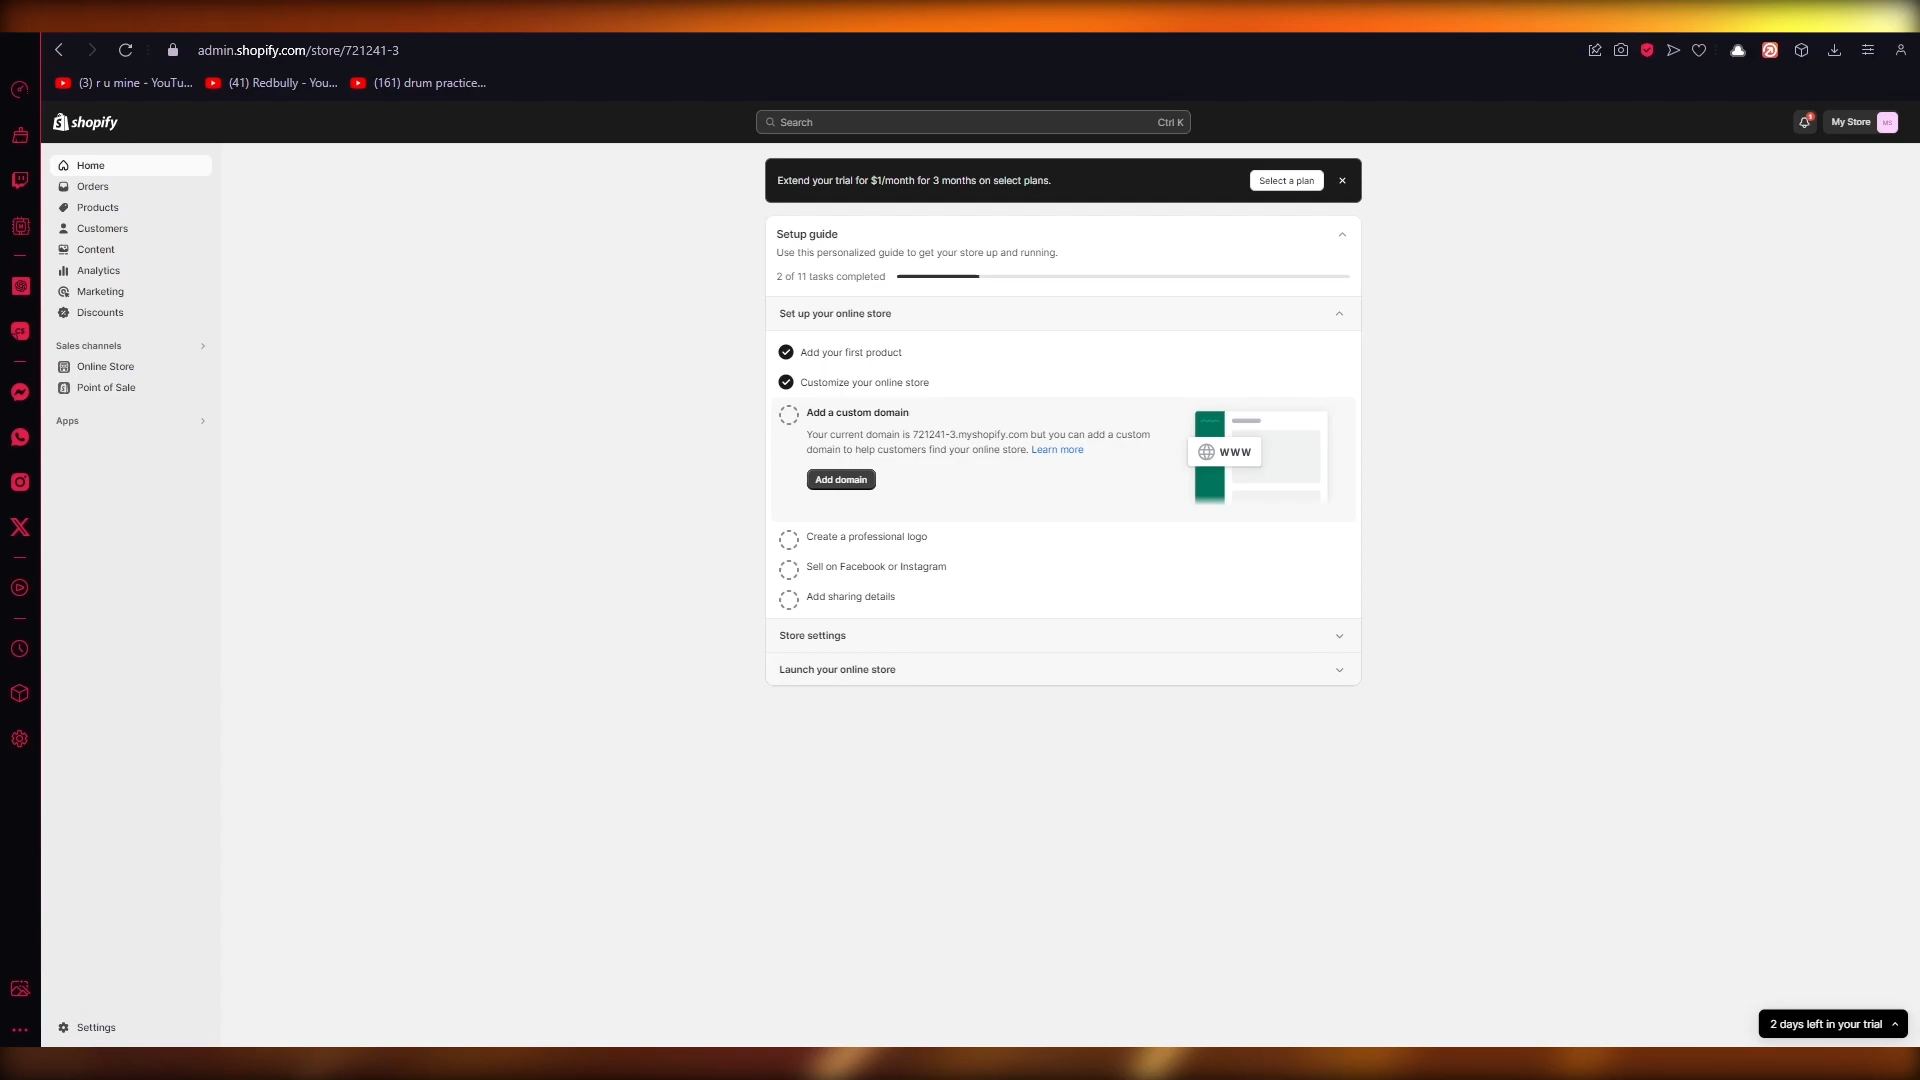 admin.shopify.com/store/721241-3
(3) r u mine - YouTu...
(41) Redbully - You...
(161) drum practice...
shopify
Search
Ctrl K
My Store
MS
Home
Orders
Products
Customers
Content
Analytics
Marketing
Discounts
Sales channels
Online Store
Point of Sale
Apps
Settings
Extend your trial for $1/month for 3 months on select plans.
Select a plan
Setup guide
Use this personalized guide to get your store up and running.
2 of 11 tasks completed
Set up your online store
Add your first product
Customize your online store
Add a custom domain
Your current domain is 721241-3.myshopify.com but you can add a custom
domain to help customers find your online store. Learn more
Add domain
WWW
Create a professional logo
Sell on Facebook or Instagram
Add sharing details
Store settings
Launch your online store
2 days left in your trial